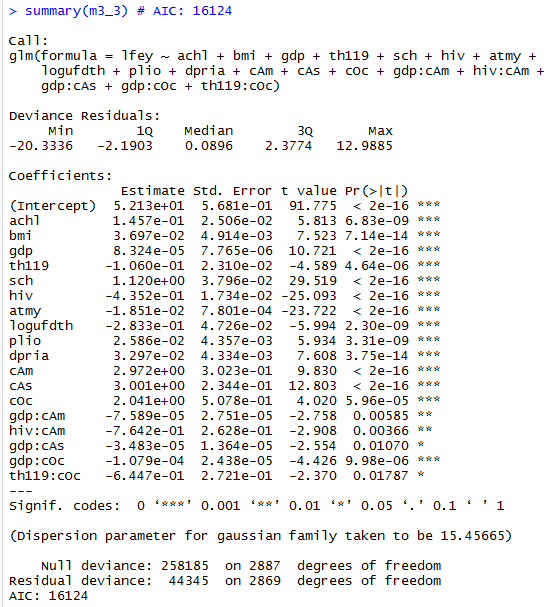 > summary(m3_3) # AIC: 16124

Call:
glm(formula = lfey ~ achl + bmi + gdp + th119 + sch + hiv + atmy +
    logufdth + plio + dpria + cAm + cAs + cOc + gdp:cAm + hiv:cAm +
    gdp:cAs + gdp:cOc + th119:cOc)

Deviance Residuals:
     Min       1Q   Median       3Q      Max
-20.3336  -2.1903   0.0896   2.3774  12.9885

Coefficients:
              Estimate Std. Error t value Pr(>|t|)
(Intercept)  5.213e+01  5.681e-01  91.775  < 2e-16 ***
achl         1.457e-01  2.506e-02   5.813 6.83e-09 ***
bmi          3.697e-02  4.914e-03   7.523 7.14e-14 ***
gdp          8.324e-05  7.765e-06  10.721  < 2e-16 ***
th119       -1.060e-01  2.310e-02  -4.589 4.64e-06 ***
sch          1.120e+00  3.796e-02  29.519  < 2e-16 ***
hiv         -4.352e-01  1.734e-02 -25.093  < 2e-16 ***
atmy        -1.851e-02  7.801e-04 -23.722  < 2e-16 ***
logufdth    -2.833e-01  4.726e-02  -5.994 2.30e-09 ***
plio         2.586e-02  4.357e-03   5.934 3.31e-09 ***
dpria        3.297e-02  4.334e-03   7.608 3.75e-14 ***
cAm          2.972e+00  3.023e-01   9.830  < 2e-16 ***
cAs          3.001e+00  2.344e-01  12.803  < 2e-16 ***
cOc          2.041e+00  5.078e-01   4.020 5.96e-05 ***
gdp:cAm     -7.589e-05  2.751e-05  -2.758  0.00585 **
hiv:cAm     -7.642e-01  2.628e-01  -2.908  0.00366 **
gdp:cAs     -3.483e-05  1.364e-05  -2.554  0.01070 *
gdp:cOc     -1.079e-04  2.438e-05  -4.426 9.98e-06 ***
th119:cOc   -6.447e-01  2.721e-01  -2.370  0.01787 *
---
Signif. codes:  0 ‘***’ 0.001 ‘**’ 0.01 ‘*’ 0.05 ‘.’ 0.1 ‘ ’ 1

(Dispersion parameter for gaussian family taken to be 15.45665)

    Null deviance: 258185  on 2887  degrees of freedom
Residual deviance:  44345  on 2869  degrees of freedom
AIC: 16124